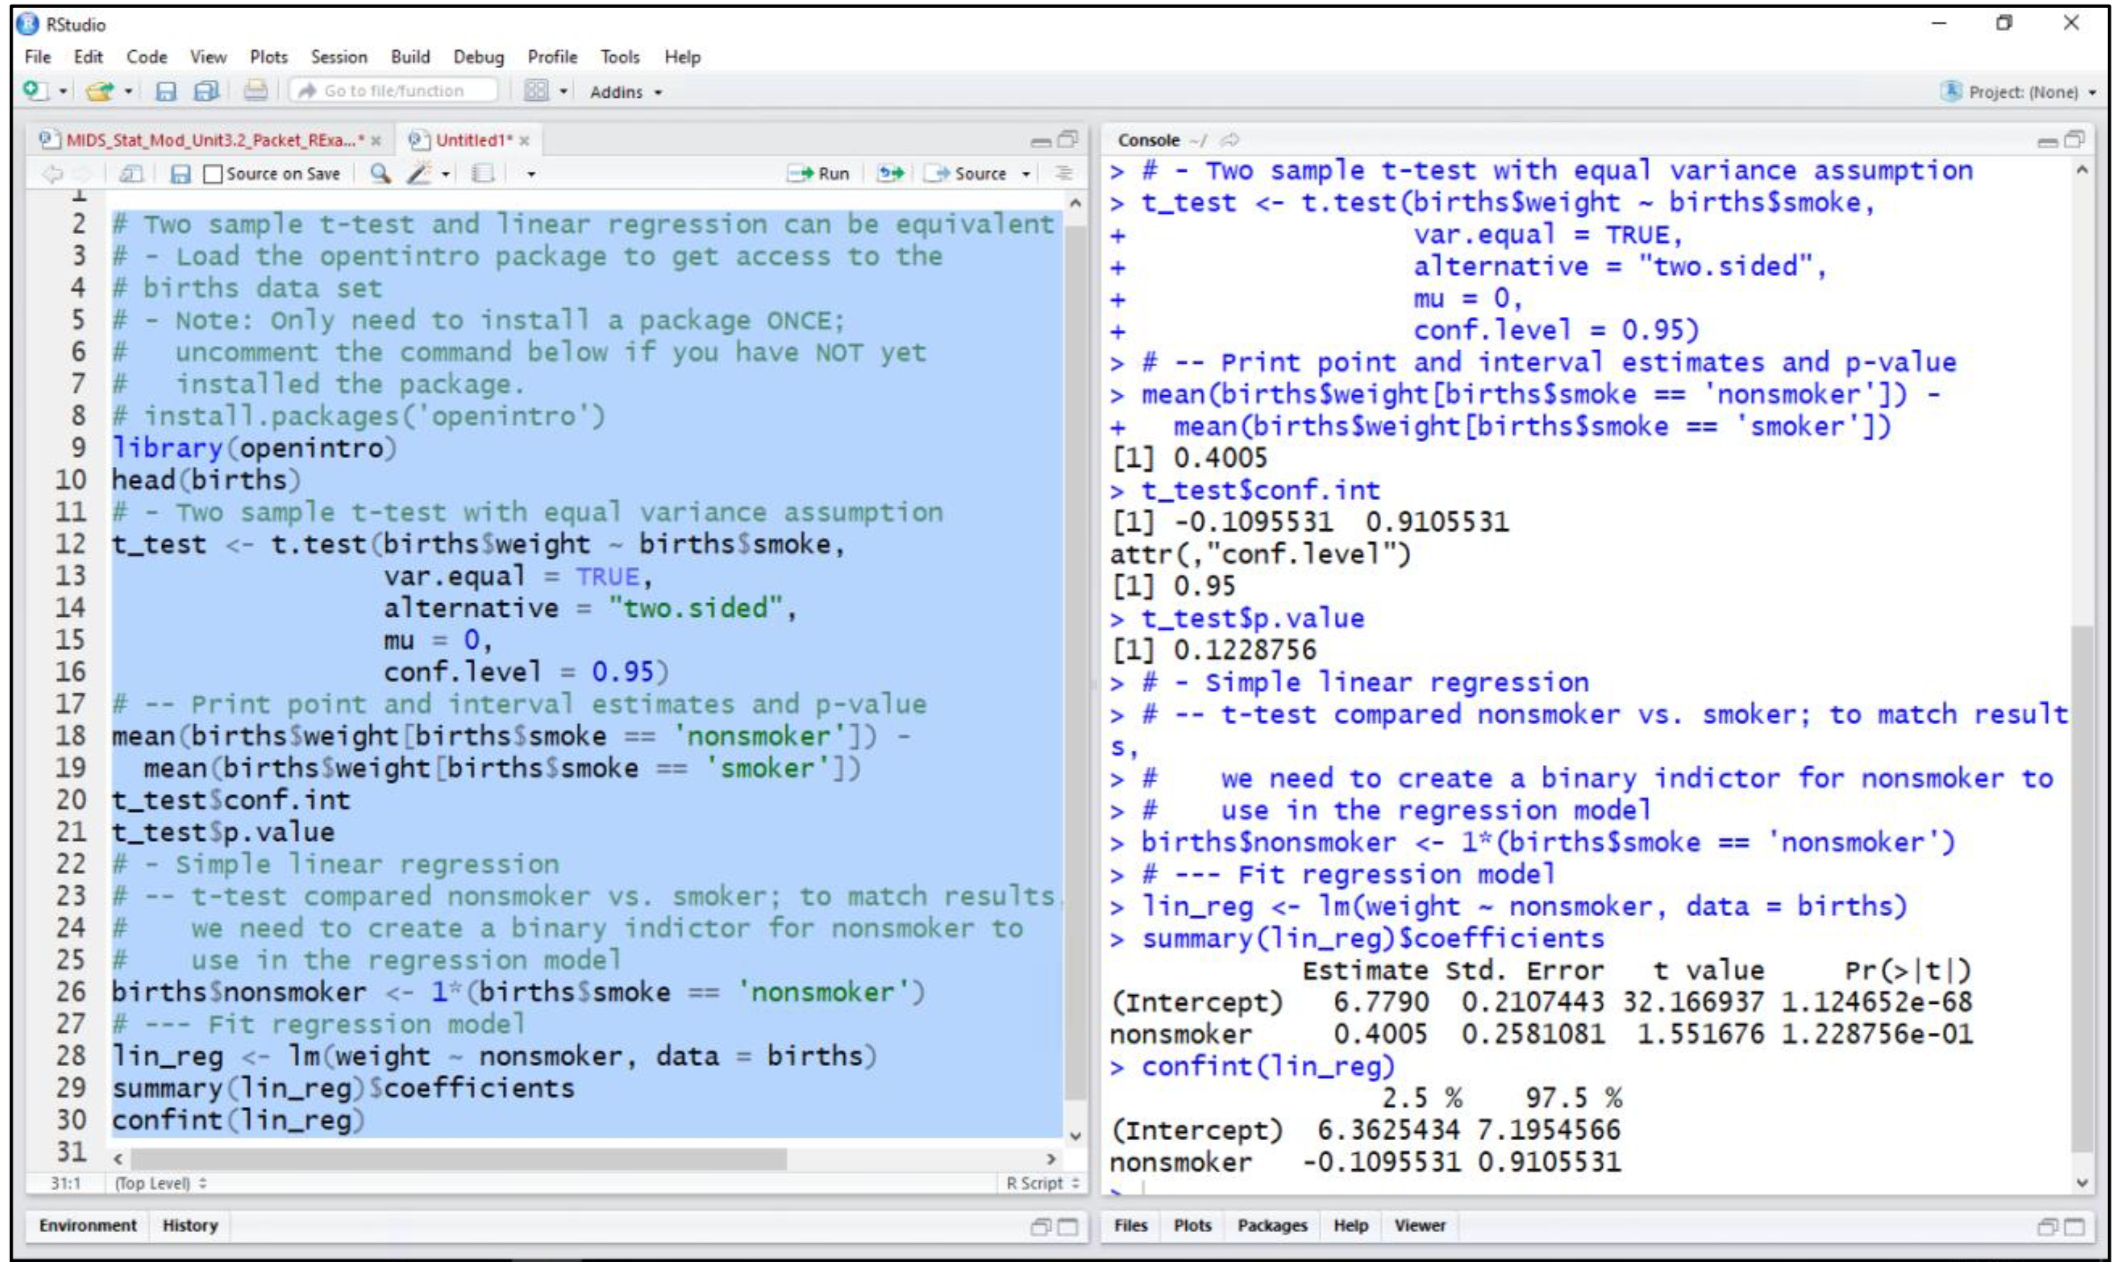 RStudio
File Edit Code View Plots Session Build Debug Profile Tools Help
Go to file/function Addins Project: (None)
MIDS_Stat_Mod_Unit3.2_Packet_RExa...* Untitled1*
Source on Save Run Source
1
2 # Two sample t-test and linear regression can be equivalent
3 # - Load the opentintro package to get access to the
4 # births data set
5 # - Note: Only need to install a package ONCE;
6 #   uncomment the command below if you have NOT yet
7 #   installed the package.
8 # install.packages('openintro')
9 library(openintro)
10 head(births)
11 # - Two sample t-test with equal variance assumption
12 t_test <- t.test(births$weight ~ births$smoke,
13                  var.equal = TRUE,
14                  alternative = "two.sided",
15                  mu = 0,
16                  conf.level = 0.95)
17 # -- Print point and interval estimates and p-value
18 mean(births$weight[births$smoke == 'nonsmoker']) -
19   mean(births$weight[births$smoke == 'smoker'])
20 t_test$conf.int
21 t_test$p.value
22 # - Simple linear regression
23 # -- t-test compared nonsmoker vs. smoker; to match results,
24 #    we need to create a binary indictor for nonsmoker to
25 #    use in the regression model
26 births$nonsmoker <- 1*(births$smoke == 'nonsmoker')
27 # --- Fit regression model
28 lin_reg <- lm(weight ~ nonsmoker, data = births)
29 summary(lin_reg)$coefficients
30 confint(lin_reg)
31
31:1 (Top Level) R Script
Environment History
Console ~/
> # - Two sample t-test with equal variance assumption
> t_test <- t.test(births$weight ~ births$smoke,
+                  var.equal = TRUE,
+                  alternative = "two.sided",
+                  mu = 0,
+                  conf.level = 0.95)
> # -- Print point and interval estimates and p-value
> mean(births$weight[births$smoke == 'nonsmoker']) -
+   mean(births$weight[births$smoke == 'smoker'])
[1] 0.4005
> t_test$conf.int
[1] -0.1095531  0.9105531
attr(,"conf.level")
[1] 0.95
> t_test$p.value
[1] 0.1228756
> # - Simple linear regression
> # -- t-test compared nonsmoker vs. smoker; to match result
s,
> #    we need to create a binary indictor for nonsmoker to
> #    use in the regression model
> births$nonsmoker <- 1*(births$smoke == 'nonsmoker')
> # --- Fit regression model
> lin_reg <- lm(weight ~ nonsmoker, data = births)
> summary(lin_reg)$coefficients
            Estimate Std. Error   t value     Pr(>|t|)
(Intercept)   6.7790  0.2107443 32.166937 1.124652e-68
nonsmoker     0.4005  0.2581081  1.551676 1.228756e-01
> confint(lin_reg)
                 2.5 %    97.5 %
(Intercept)  6.3625434 7.1954566
nonsmoker   -0.1095531 0.9105531
>
Files Plots Packages Help Viewer